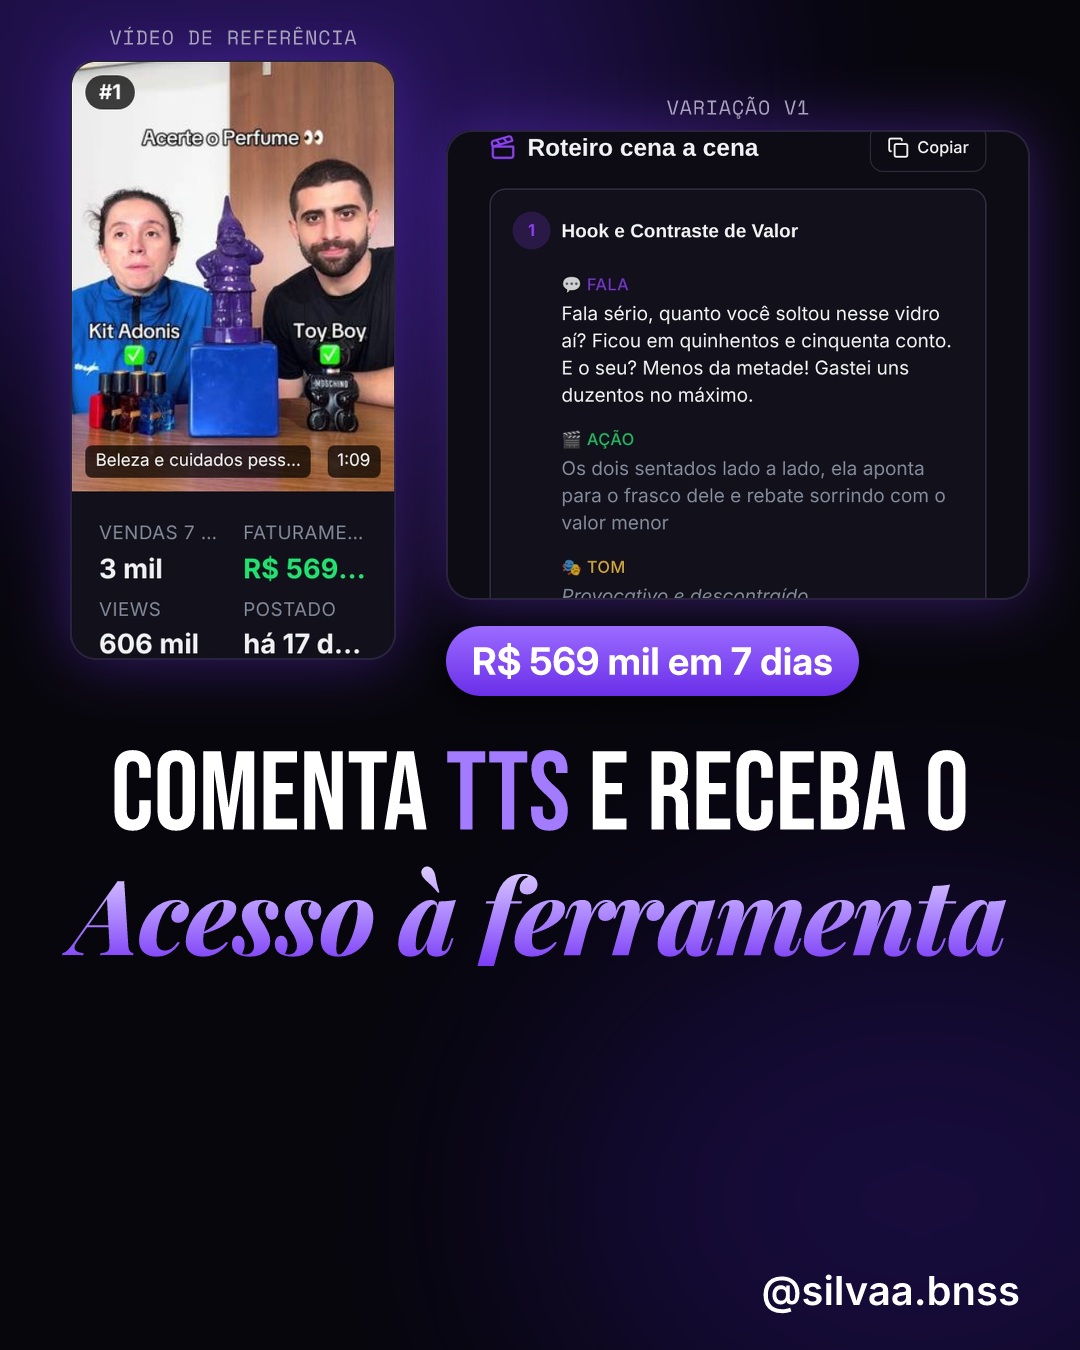 VÍDEO DE REFERÊNCIA
#1
Acerte o Perfume 👀
Kit Adonis
✅
Toy Boy
✅
MOSCHINO
Beleza e cuidados pess...
1:09
VENDAS 7 ...
FATURAME...
3 mil
R$ 569...
VIEWS
POSTADO
606 mil
há 17 d...
VARIAÇÃO V1
Roteiro cena a cena
Copiar
1
Hook e Contraste de Valor
💬 FALA
Fala sério, quanto você soltou nesse vidro
aí? Ficou em quinhentos e cinquenta conto.
E o seu? Menos da metade! Gastei uns
duzentos no máximo.
🎬 AÇÃO
Os dois sentados lado a lado, ela aponta
para o frasco dele e rebate sorrindo com o
valor menor
🎭 TOM
Provocativo e descontraído
R$ 569 mil em 7 dias
COMENTA TTS E RECEBA O
Acesso à ferramenta
@silvaa.bnss